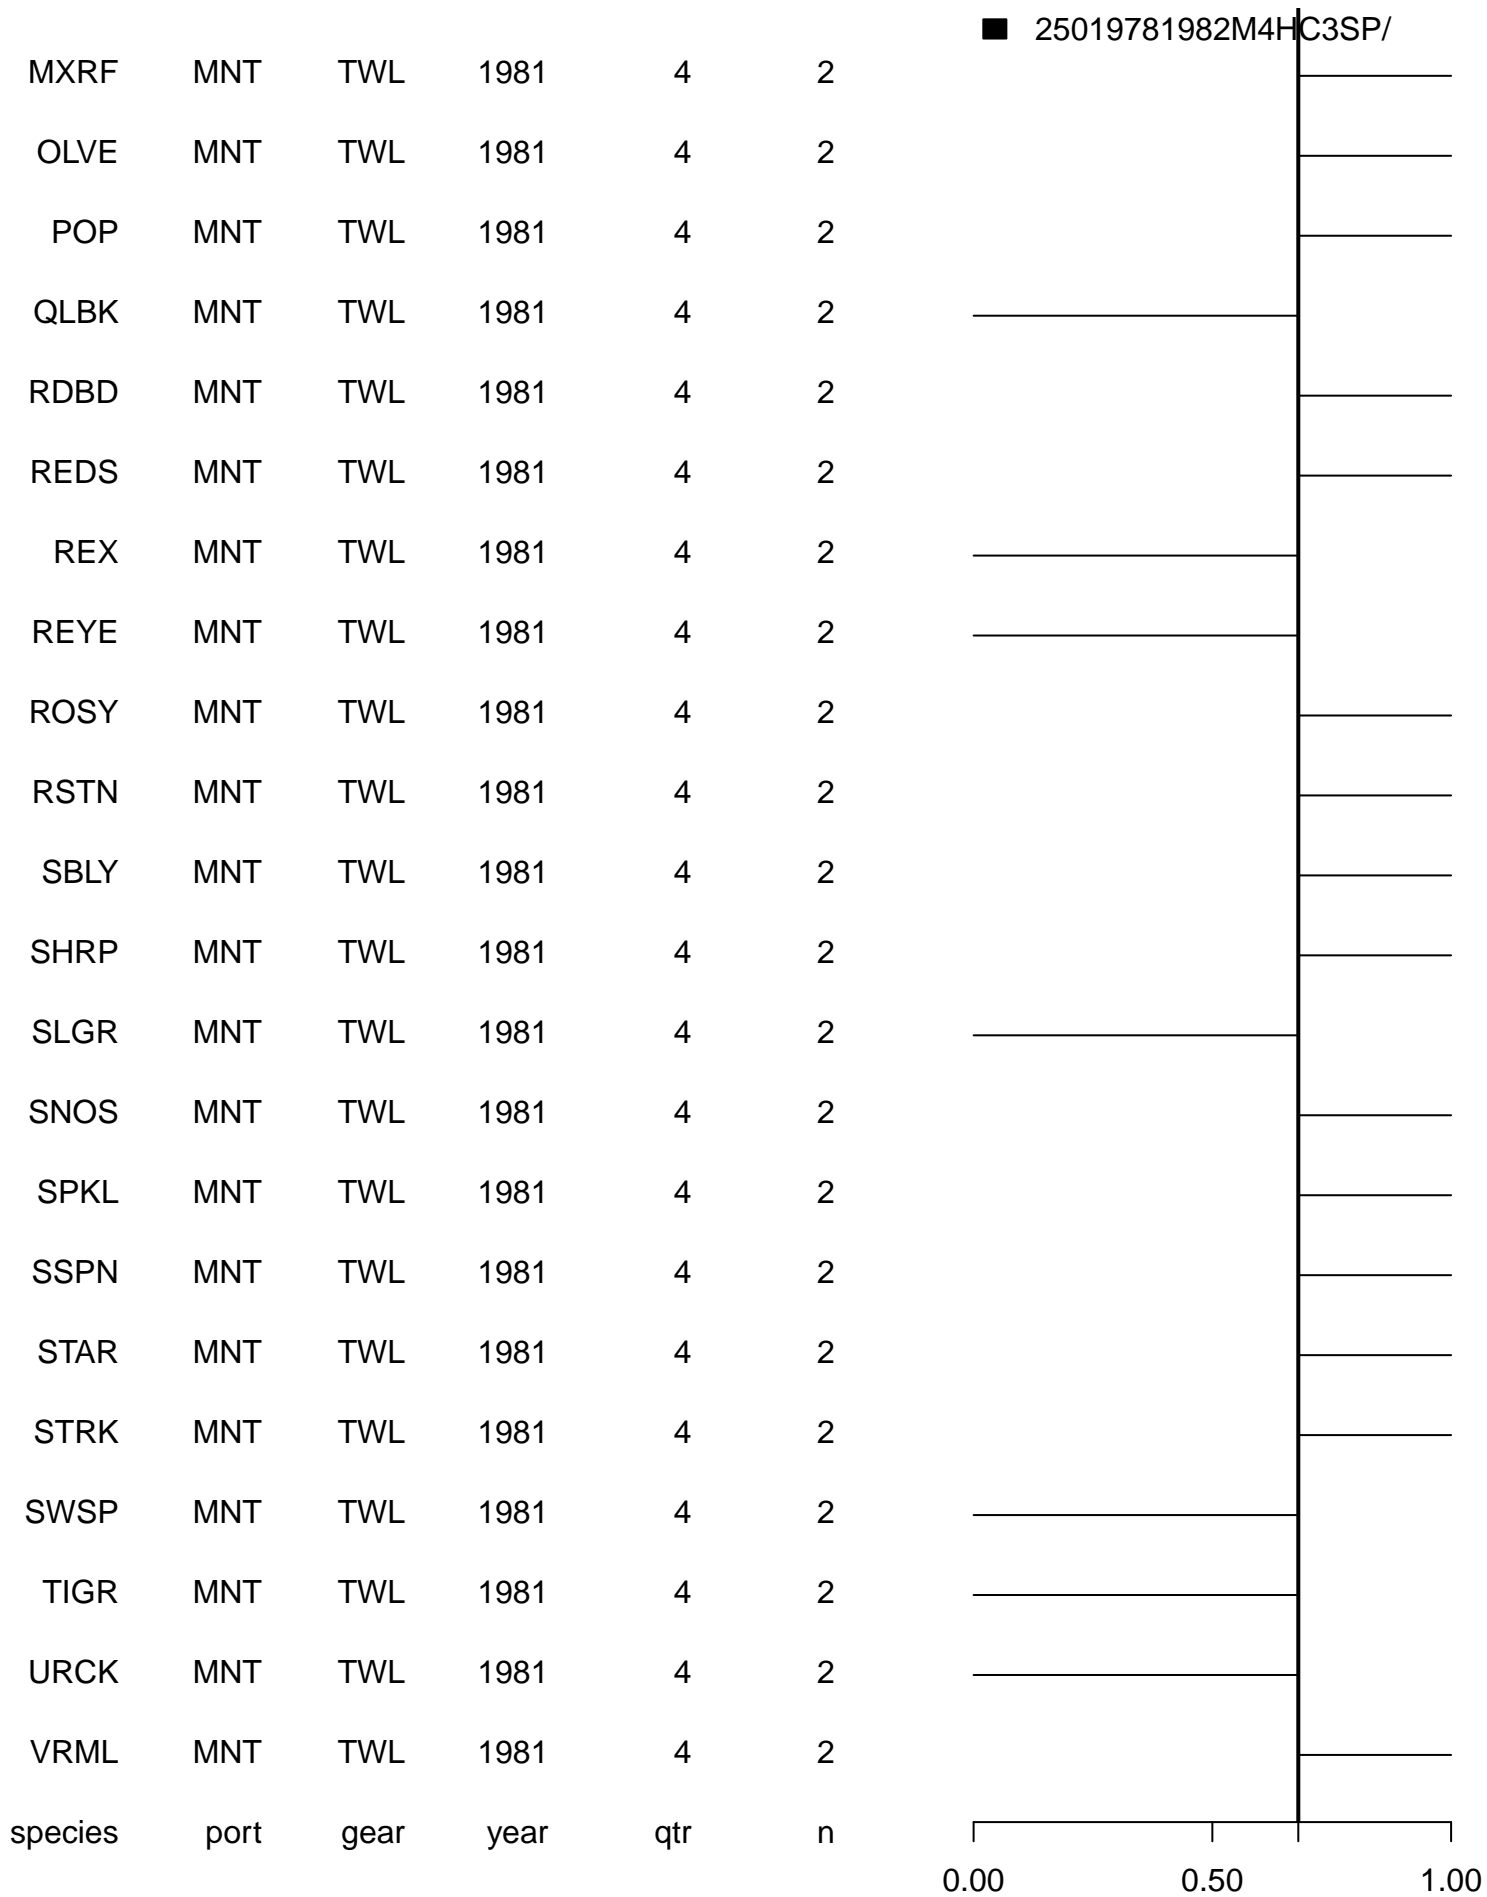 25019781982M4HC3SP/
MXRF MNT TWL 1981 4 2
OLVE MNT TWL 1981 4 2
POP MNT TWL 1981 4 2
QLBK MNT TWL 1981 4 2
RDBD MNT TWL 1981 4 2
REDS MNT TWL 1981 4 2
REX MNT TWL 1981 4 2
REYE MNT TWL 1981 4 2
ROSY MNT TWL 1981 4 2
RSTN MNT TWL 1981 4 2
SBLY MNT TWL 1981 4 2
SHRP MNT TWL 1981 4 2
SLGR MNT TWL 1981 4 2
SNOS MNT TWL 1981 4 2
SPKL MNT TWL 1981 4 2
SSPN MNT TWL 1981 4 2
STAR MNT TWL 1981 4 2
STRK MNT TWL 1981 4 2
SWSP MNT TWL 1981 4 2
TIGR MNT TWL 1981 4 2
URCK MNT TWL 1981 4 2
VRML MNT TWL 1981 4 2
species port gear year qtr n
0.00 0.50 1.00